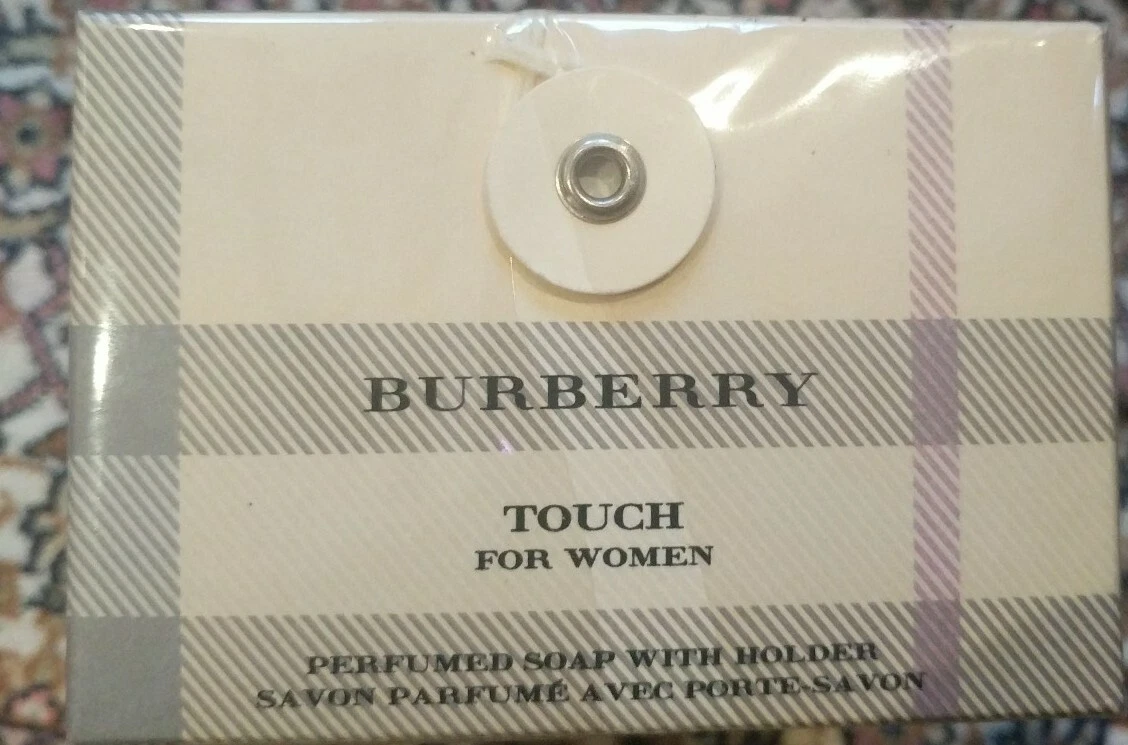 BURBERRY
TOUCH
FOR WOMEN
PERFUMED SOAP WITH HOLDER
SAVON PARFUMÉ AVEC PORTE-SAVON